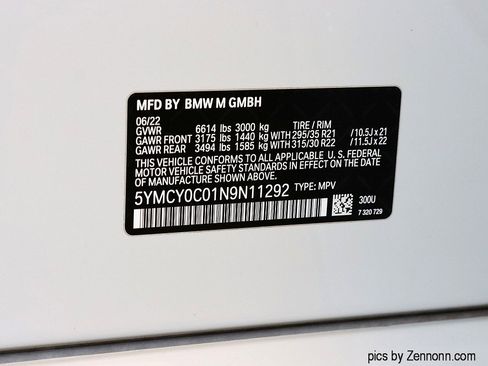 MFD BY BMW M GMBH
06/22
GVWR 6614 lbs 3000 kg TIRE / RIM
GAWR FRONT 3175 lbs 1440 kg WITH 295/35 R21 /10.5J x 21
GAWR REAR 3494 lbs 1585 kg WITH 315/30 R22 /11.5J x 22
THIS VEHICLE CONFORMS TO ALL APPLICABLE U. S. FEDERAL
MOTOR VEHICLE SAFETY STANDARDS IN EFFECT ON THE DATE
OF MANUFACTURE SHOWN ABOVE.
5YMCY0C01N9N11292 TYPE: MPV
300U
7 320 729
pics by Zennonn.com